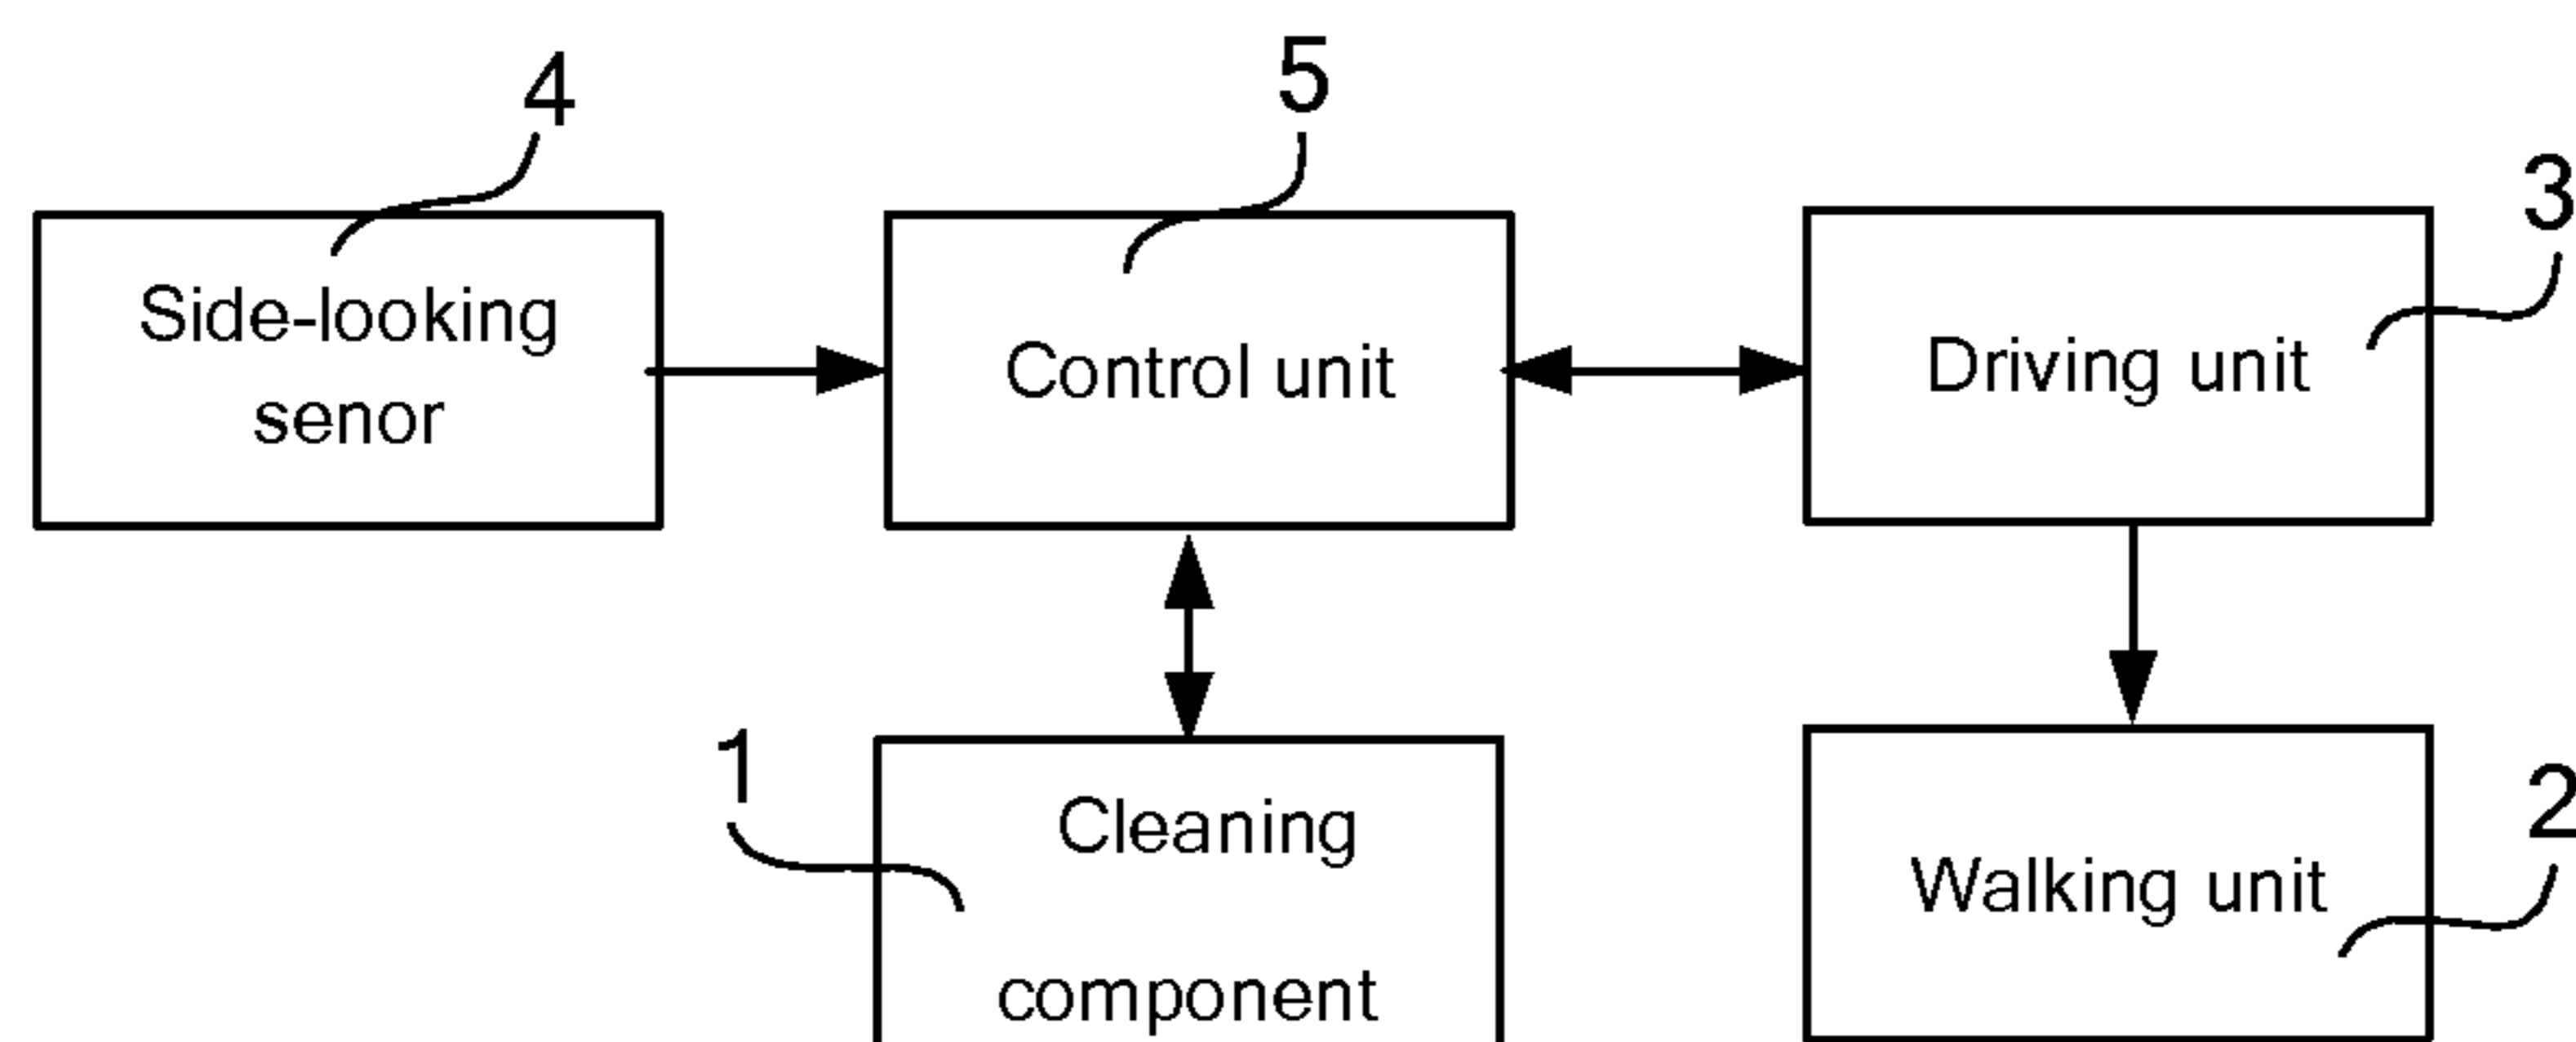 4
5
3
Side-looking
senor
Control unit
Driving unit
1
Cleaning
component
2
Walking unit